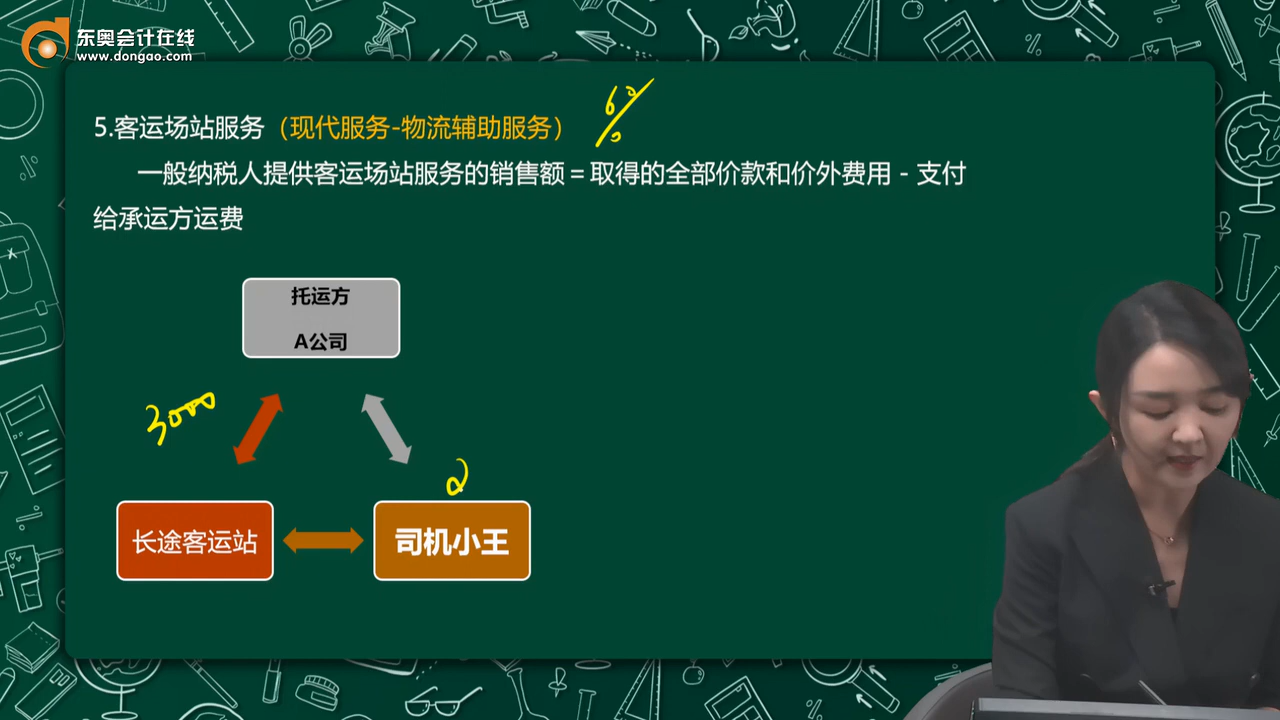 东奥会计在线
www.dongao.com
5.客运场站服务（现代服务-物流辅助服务）
6%
一般纳税人提供客运场站服务的销售额=取得的全部价款和价外费用-支付
给承运方运费
托运方
A公司
3000
长途客运站
司机小王